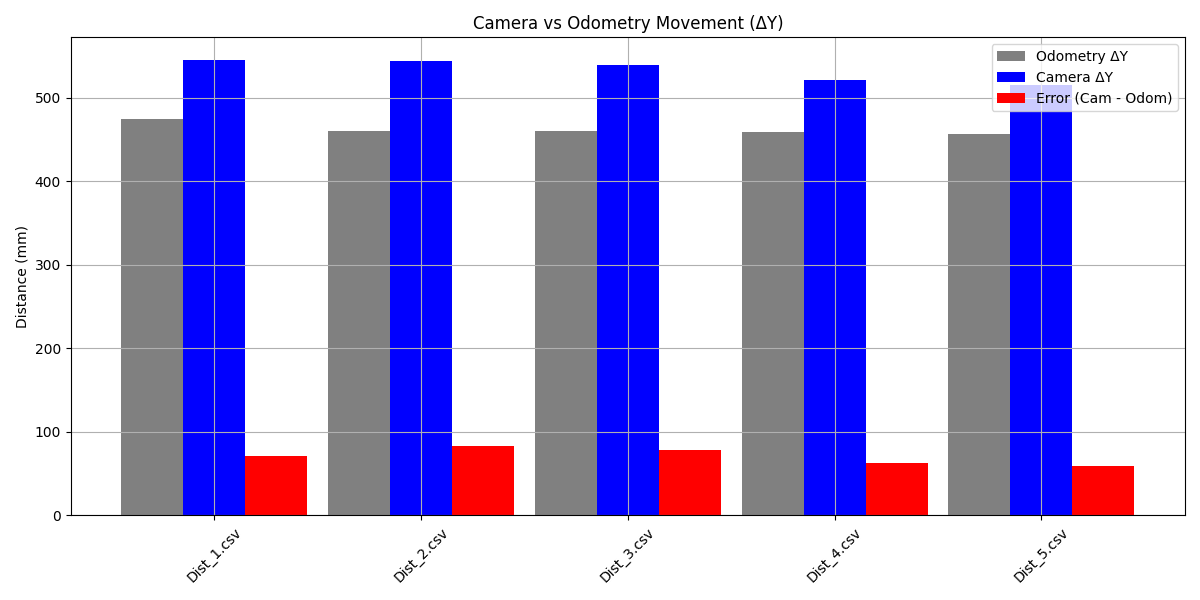 Camera vs Odometry Movement (ΔY)
Odometry ΔY
Camera ΔY
Error (Cam - Odom)
Distance (mm)
500
400
300
200
100
0
Dist_1.csv
Dist_2.csv
Dist_3.csv
Dist_4.csv
Dist_5.csv